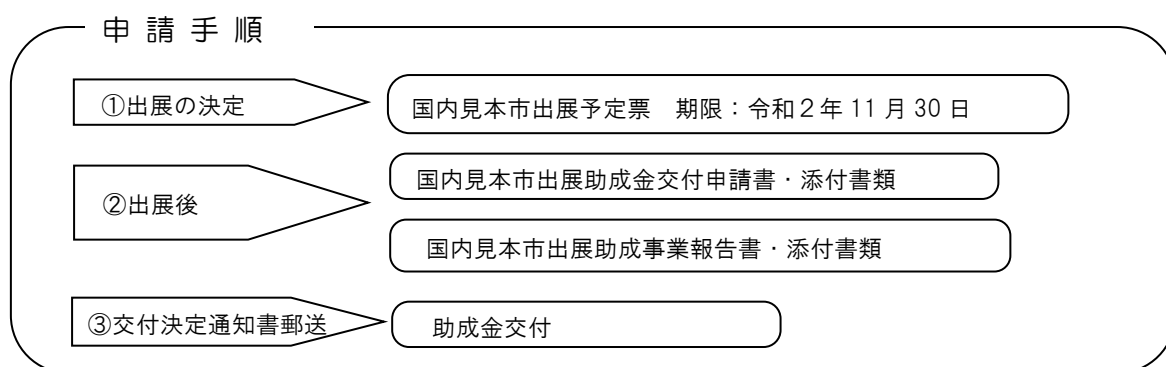 申 請 手 順
①出展の決定
国内見本市出展予定票　期限：令和２年 11 月 30 日
②出展後
国内見本市出展助成金交付申請書・添付書類
国内見本市出展助成事業報告書・添付書類
③交付決定通知書郵送
助成金交付